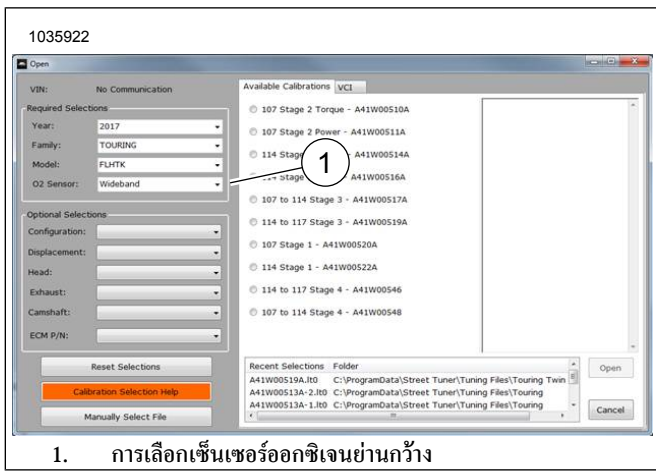 1035922
Open
VIN: No Communication
Required Selections
Year: 2017
Family: TOURING
Model: FLHTK
O2 Sensor: Wideband
Optional Selections
Configuration:
Displacement:
Head:
Exhaust:
Camshaft:
ECM P/N:
Reset Selections
Calibration Selection Help
Manually Select File
Available Calibrations VCI
107 Stage 2 Torque - A41W00510A
107 Stage 2 Power - A41W00511A
114 Stage - A41W00514A
114 Stage A41W00516A
107 to 114 Stage 3 - A41W00517A
114 to 117 Stage 3 - A41W00519A
107 Stage 1 - A41W00520A
114 Stage 1 - A41W00522A
114 to 117 Stage 4 - A41W00546
107 to 114 Stage 4 - A41W00548
1
Recent Selections Folder
A41W00519A.lt0 C:\ProgramData\Street Tuner\Tuning Files\Touring Twin
A41W00513A-2.lt0 C:\ProgramData\Street Tuner\Tuning Files\Touring
A41W00513A-1.lt0 C:\ProgramData\Street Tuner\Tuning Files\Touring
Open
Cancel
1. การเลือกเซ็นเซอร์ออกซิเจนย่านกว้าง